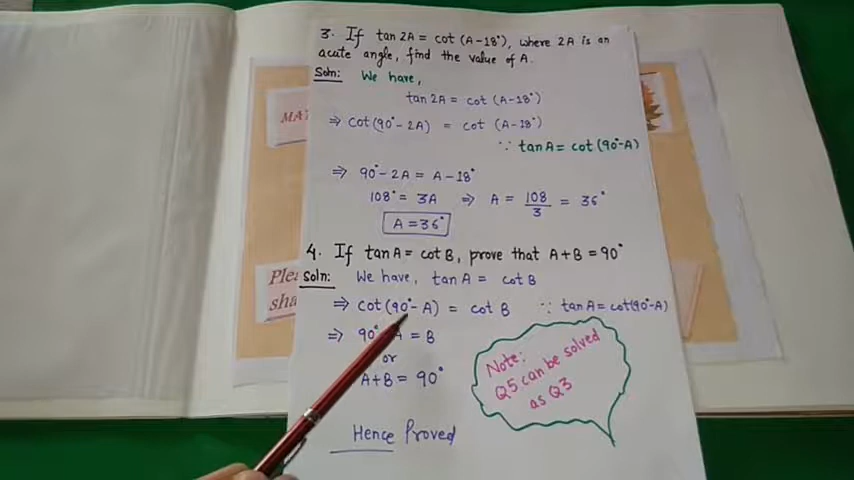 3. If tan 2A = cot (A-18°), where 2A is an
acute angle, find the value of A.
Soln: We have,
tan 2A = cot (A-18°)
⇒ cot(90°-2A) = cot (A-18°)
∵ tan A = cot (90°-A)
⇒ 90°-2A = A-18°
108° = 3A ⇒ A = 108/3 = 36°
A = 36°
4. If tan A = cot B, prove that A+B = 90°
Soln: We have, tan A = cot B
⇒ cot (90°-A) = cot B ∵ tan A = cot(90°-A)
⇒ 90° A = B
or
A+B = 90°
Hence Proved
Note:
Q5 can be solved
as Q3
MA
Plea
sha